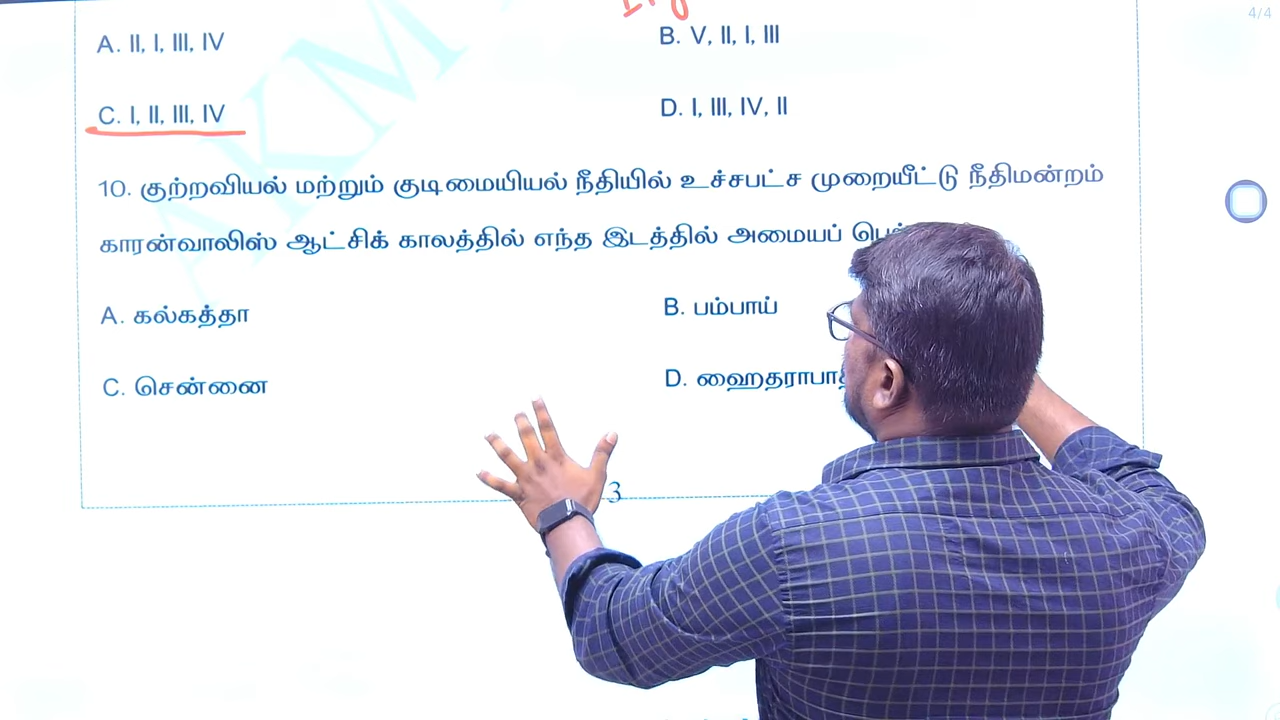 4/4
A. II, I, III, IV
B. V, II, I, III
C. I, II, III, IV
D. I, III, IV, II
10. குற்றவியல் மற்றும் குடிமையியல் நீதியில் உச்சபட்ச முறையீட்டு நீதிமன்றம்
காரன்வாலிஸ் ஆட்சிக் காலத்தில் எந்த இடத்தில் அமையப்
A. கல்கத்தா
B. பம்பாய்
C. சென்னை
D.
3
AKM